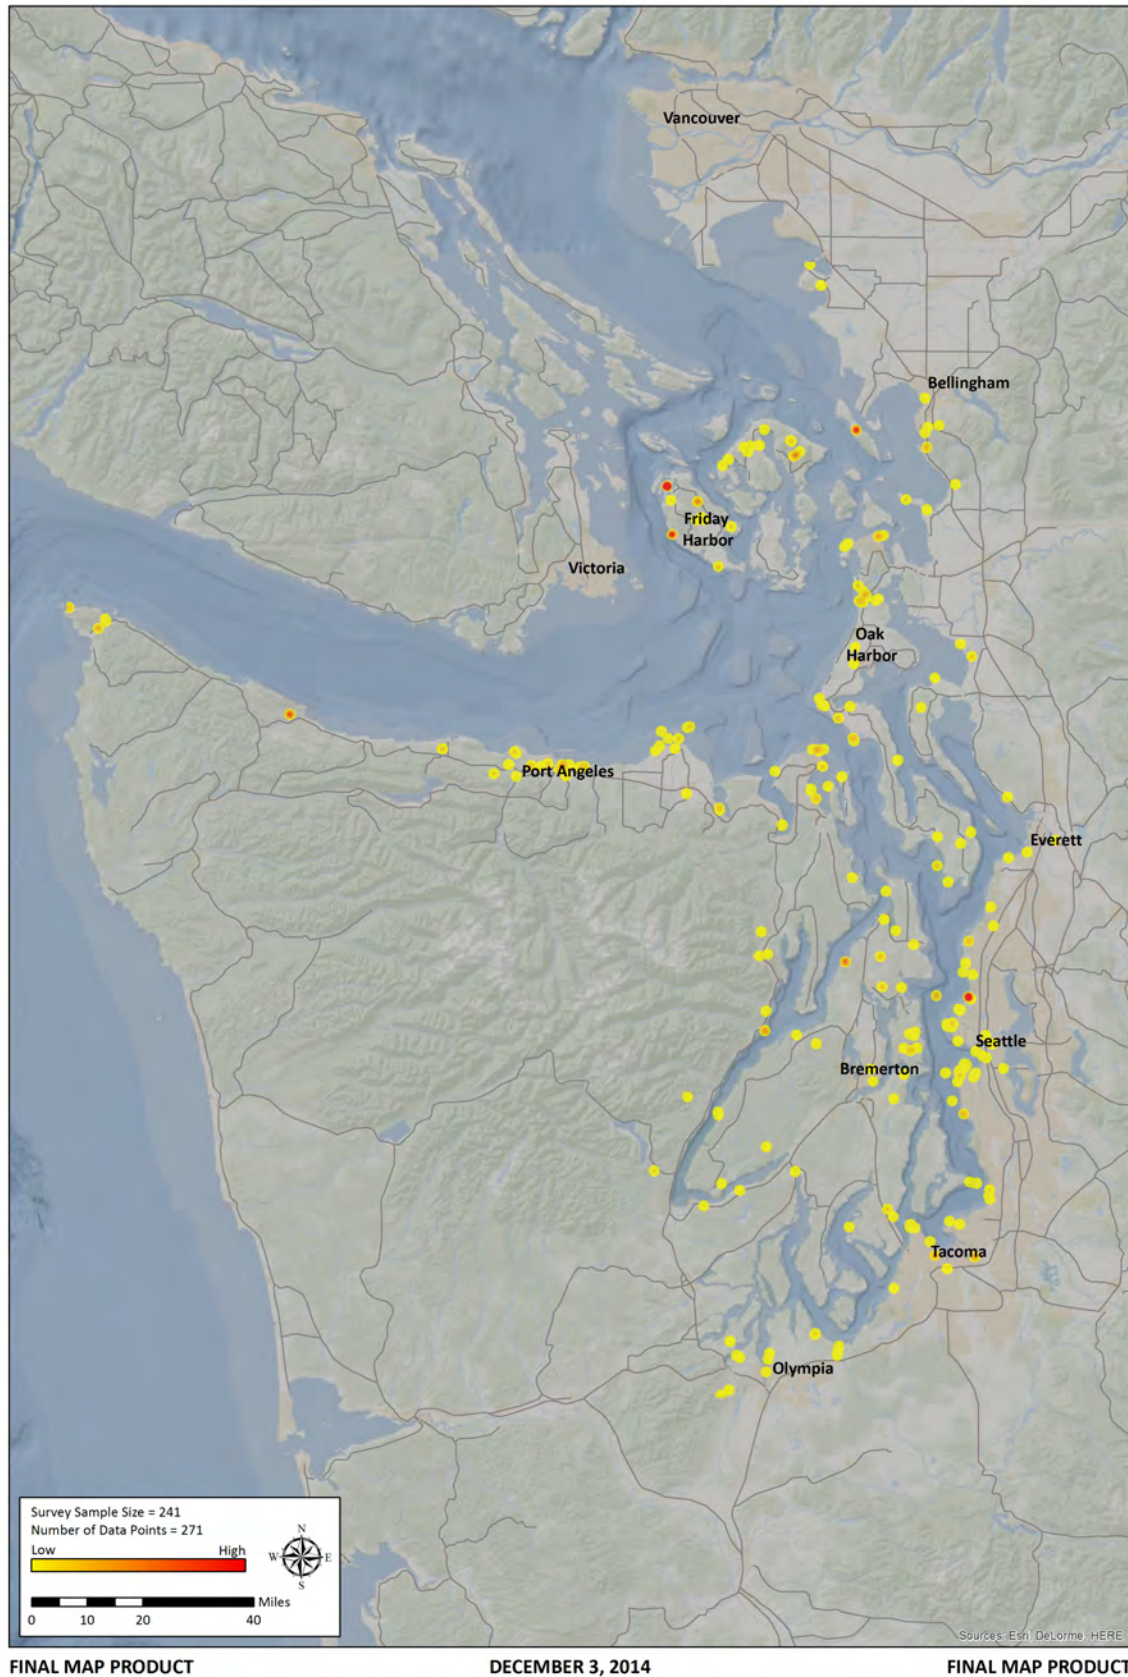 Vancouver
Bellingham
Friday
Harbor
Victoria
Oak
Harbor
Port Angeles
Everett
Seattle
Bremerton
Tacoma
Olympia
Survey Sample Size = 241
Number of Data Points = 271
Low High
N
W E
S
Miles
0 10 20 40
Sources: Esri, DeLorme, HERE
FINAL MAP PRODUCT DECEMBER 3, 2014 FINAL MAP PRODUCT